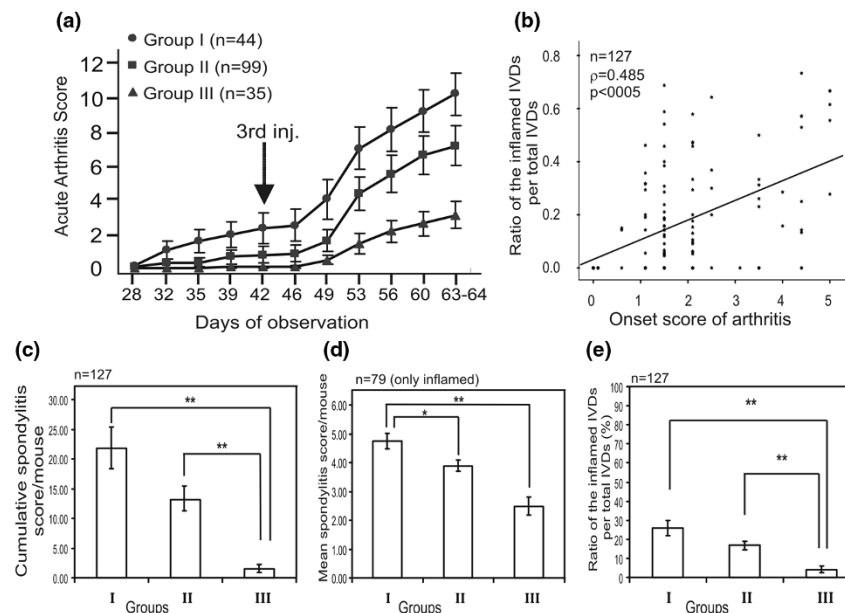 (a)
Group I (n=44)
Group II (n=99)
Group III (n=35)
3rd inj.
Acute Arthritis Score
12
10
8
6
4
2
0
28 32 35 39 42 46 49 53 56 60 63-64
Days of observation
(b)
n=127
ρ=0.485
p<0005
Ratio of the inflamed IVDs
per total IVDs
0.8
0.6
0.4
0.2
0.0
0 1 2 3 4 5
Onset score of arthritis
(c)
n=127
Cumulative spondylitis
score/mouse
30.00
25.00
20.00
15.00
10.00
5.00
0.00
**
**
I II III
Groups
(d)
n=79 (only inflamed)
Mean spondylitis score/mouse
6.00
5.00
4.00
3.00
2.00
1.00
0.00
**
*
I II III
Groups
(e)
n=127
Ratio of the inflamed IVDs
per total IVDs (%)
100
90
80
70
60
50
40
30
20
10
0
**
**
I II III
Groups